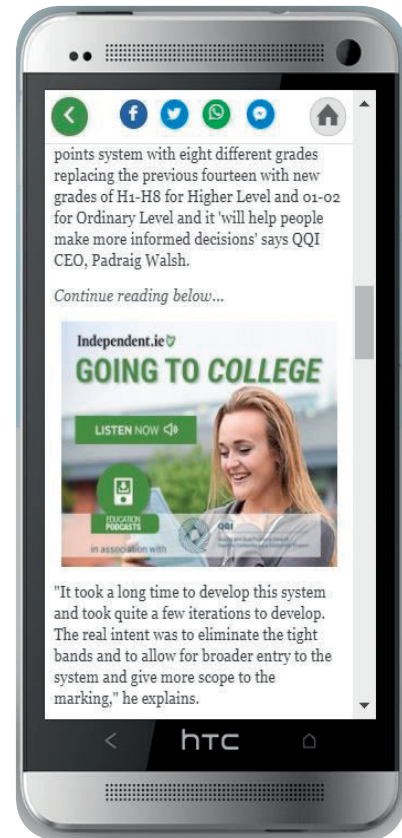 points system with eight different grades
replacing the previous fourteen with new
grades of H1-H8 for Higher Level and o1-o2
for Ordinary Level and it 'will help people
make more informed decisions' says QQI
CEO, Padraig Walsh.
Continue reading below...
Independent.ie
GOING TO COLLEGE
LISTEN NOW
EDUCATION
PODCASTS
in association with
QQI
"It took a long time to develop this system
and took quite a few iterations to develop.
The real intent was to eliminate the tight
bands and to allow for broader entry to the
system and give more scope to the
marking," he explains.
hTC